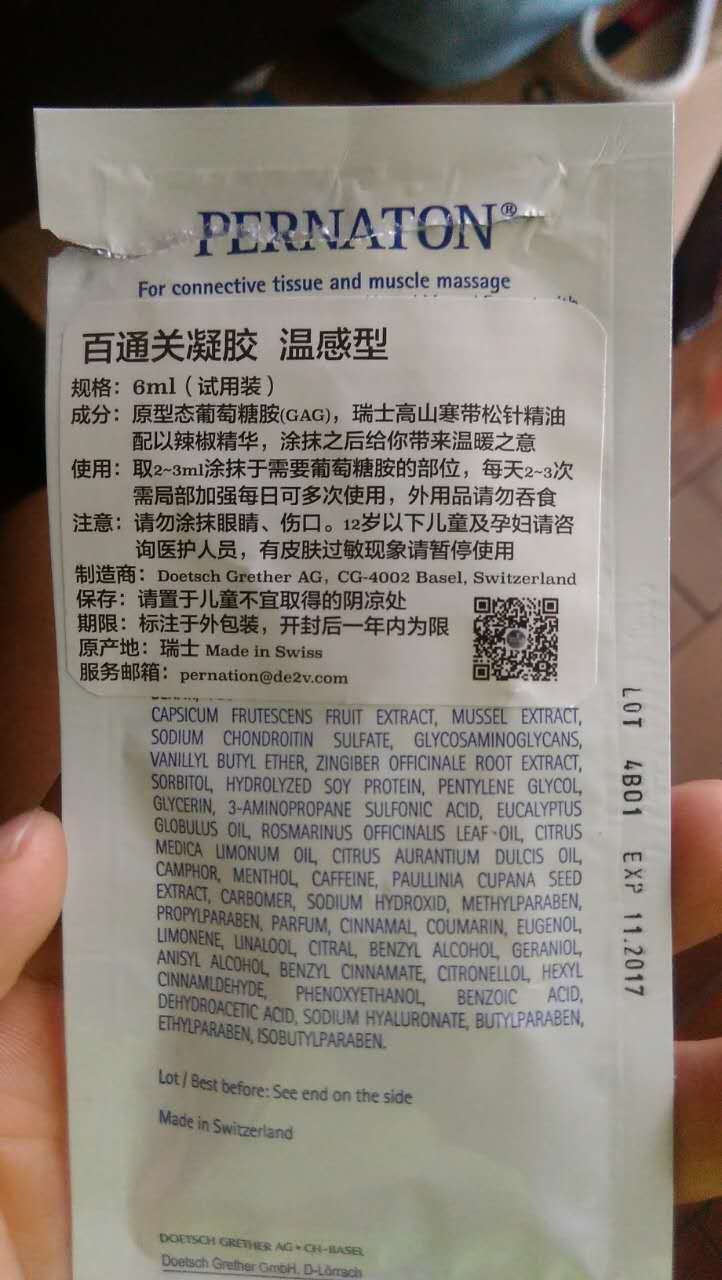 PERNATON®
For connective tissue and muscle massage
百通关凝胶 温感型
规格：6ml（试用装）
成分：原型态葡萄糖胺(GAG)，瑞士高山寒带松针精油
配以辣椒精华，涂抹之后给你带来温暖之意
使用：取2~3ml涂抹于需要葡萄糖胺的部位，每天2~3次
需局部加强每日可多次使用，外用品请勿吞食
注意：请勿涂抹眼睛、伤口。12岁以下儿童及孕妇请咨
询医护人员，有皮肤过敏现象请暂停使用
制造商：Doetsch Grether AG, CG-4002 Basel, Switzerland
保存：请置于儿童不宜取得的阴凉处
期限：标注于外包装，开封后一年内为限
原产地：瑞士 Made in Swiss
服务邮箱：pernation@de2v.com
CAPSICUM FRUTESCENS FRUIT EXTRACT, MUSSEL EXTRACT,
SODIUM CHONDROITIN SULFATE, GLYCOSAMINOGLYCANS,
VANILLYL BUTYL ETHER, ZINGIBER OFFICINALE ROOT EXTRACT,
SORBITOL, HYDROLYZED SOY PROTEIN, PENTYLENE GLYCOL,
GLYCERIN, 3-AMINOPROPANE SULFONIC ACID, EUCALYPTUS
GLOBULUS OIL, ROSMARINUS OFFICINALIS LEAF OIL, CITRUS
MEDICA LIMONUM OIL, CITRUS AURANTIUM DULCIS OIL,
CAMPHOR, MENTHOL, CAFFEINE, PAULLINIA CUPANA SEED
EXTRACT, CARBOMER, SODIUM HYDROXID, METHYLPARABEN,
PROPYLPARABEN, PARFUM, CINNAMAL, COUMARIN, EUGENOL,
LIMONENE, LINALOOL, CITRAL, BENZYL ALCOHOL, GERANIOL,
ANISYL ALCOHOL, BENZYL CINNAMATE, CITRONELLOL, HEXYL
CINNAMLDEHYDE, PHENOXYETHANOL, BENZOIC ACID,
DEHYDROACETIC ACID, SODIUM HYALURONATE, BUTYLPARABEN,
ETHYLPARABEN, ISOBUTYLPARABEN.
Lot / Best before: See end on the side
Made in Switzerland
DOETSCH GRETHER AG • CH-BASEL
Doetsch Grether GmbH, D-Lörrach
LOT 4B01 EXP 11.2017